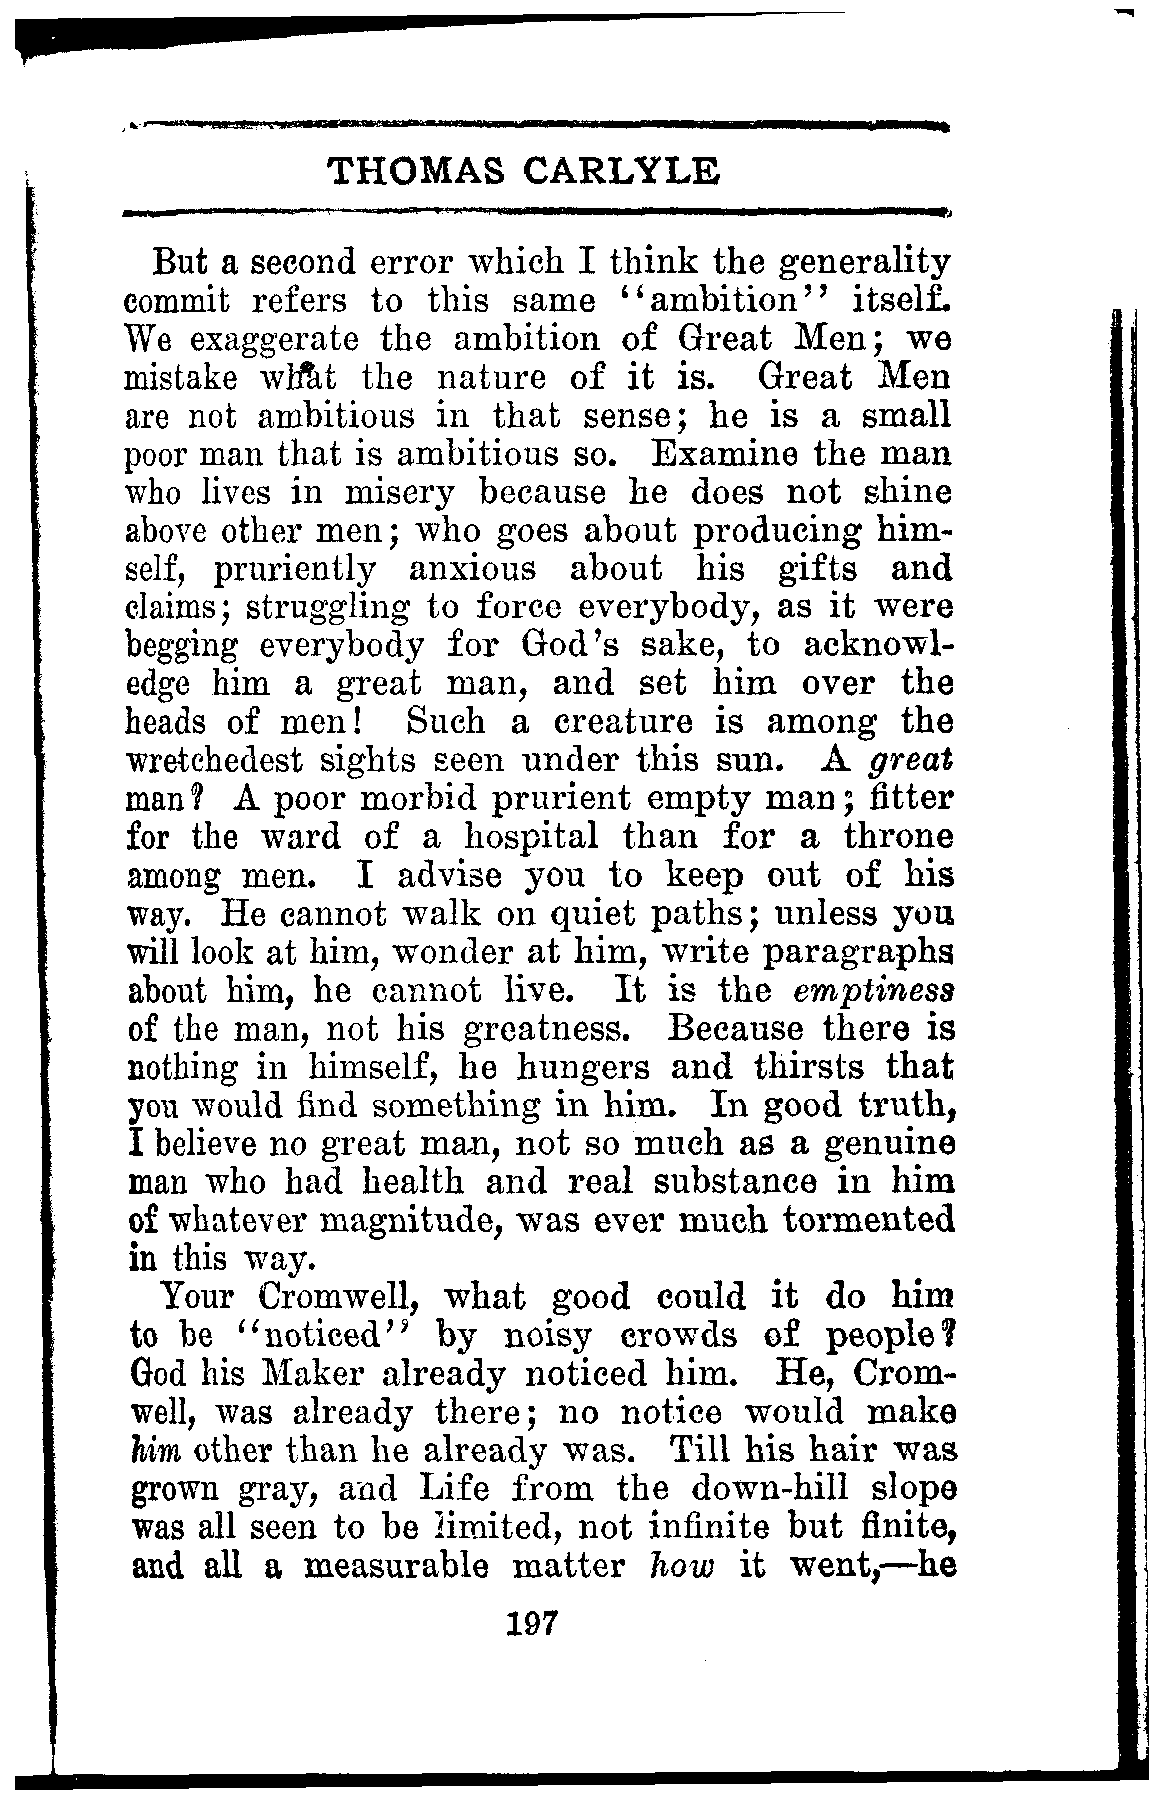 THOMAS CARLYLE
But a second error which I think the generality
commit refers to this same "ambition" itself.
We exaggerate the ambition of Great Men; we
mistake what the nature of it is. Great Men
are not ambitious in that sense; he is a small
poor man that is ambitious so. Examine the man
who lives in misery because he does not shine
above other men; who goes about producing him-
self, pruriently anxious about his gifts and
claims; struggling to force everybody, as it were
begging everybody for God's sake, to acknowl-
edge him a great man, and set him over the
heads of men! Such a creature is among the
wretchedest sights seen under this sun. A great
man? A poor morbid prurient empty man; fitter
for the ward of a hospital than for a throne
among men. I advise you to keep out of his
way. He cannot walk on quiet paths; unless you
will look at him, wonder at him, write paragraphs
about him, he cannot live. It is the emptiness
of the man, not his greatness. Because there is
nothing in himself, he hungers and thirsts that
you would find something in him. In good truth,
I believe no great man, not so much as a genuine
man who had health and real substance in him
of whatever magnitude, was ever much tormented
in this way.
Your Cromwell, what good could it do him
to be "noticed" by noisy crowds of people?
God his Maker already noticed him. He, Crom-
well, was already there; no notice would make
him other than he already was. Till his hair was
grown gray, and Life from the down-hill slope
was all seen to be limited, not infinite but finite,
and all a measurable matter how it went,—he
197